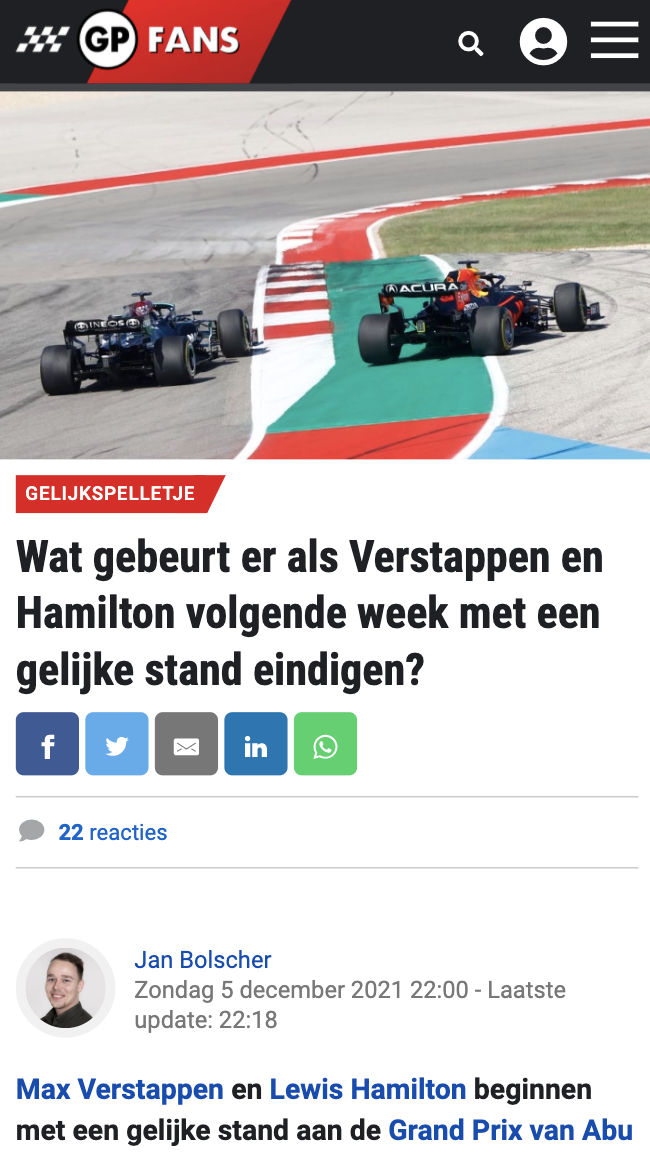 GP FANS
INEOS
ACURA
GELIJKSPELLETJE
Wat gebeurt er als Verstappen en
Hamilton volgende week met een
gelijke stand eindigen?
22 reacties
Jan Bolscher
Zondag 5 december 2021 22:00 - Laatste
update: 22:18
Max Verstappen en Lewis Hamilton beginnen
met een gelijke stand aan de Grand Prix van Abu